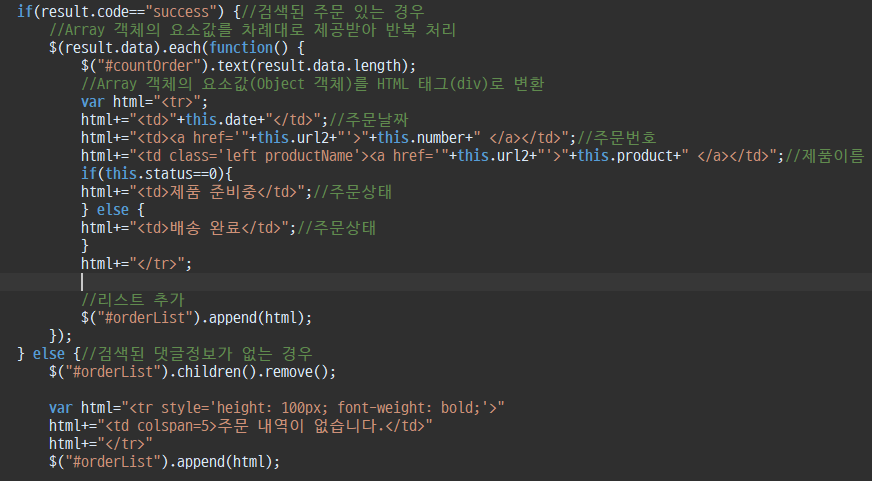 if(result.code=="success") {//검색된 주문 있는 경우
//Array 객체의 요소값를 차례대로 제공받아 반복 처리
$(result.data).each(function() {
$("#countOrder").text(result.data.length);
//Array 객체의 요소값(Object 객체)를 HTML 태그(div)로 변환
var html="<tr>";
html+="<td>"+this.date+"</td>";//주문날짜
html+="<td><a href='"+this.url2+"'>"+this.number+" </a></td>";//주문번호
html+="<td class='left productName'><a href='"+this.url2+"'>"+this.product+" </a></td>";//제품이름
if(this.status==0){
html+="<td>제품 준비중</td>";//주문상태
} else {
html+="<td>배송 완료</td>";//주문상태
}
html+="</tr>";
//리스트 추가
$("#orderList").append(html);
});
} else {//검색된 댓글정보가 없는 경우
$("#orderList").children().remove();
var html="<tr style='height: 100px; font-weight: bold;'>"
html+="<td colspan=5>주문 내역이 없습니다.</td>"
html+="</tr>"
$("#orderList").append(html);